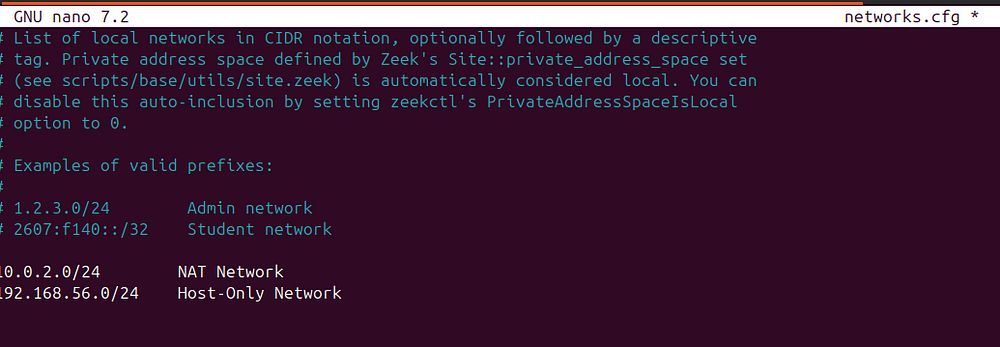 GNU nano 7.2 networks.cfg *
# List of local networks in CIDR notation, optionally followed by a descriptive
# tag. Private address space defined by Zeek's Site::private_address_space set
# (see scripts/base/utils/site.zeek) is automatically considered local. You can
# disable this auto-inclusion by setting zeekctl's PrivateAddressSpaceIsLocal
# option to 0.
#
# Examples of valid prefixes:
#
# 1.2.3.0/24 Admin network
# 2607:f140::/32 Student network
10.0.2.0/24 NAT Network
192.168.56.0/24 Host-Only Network